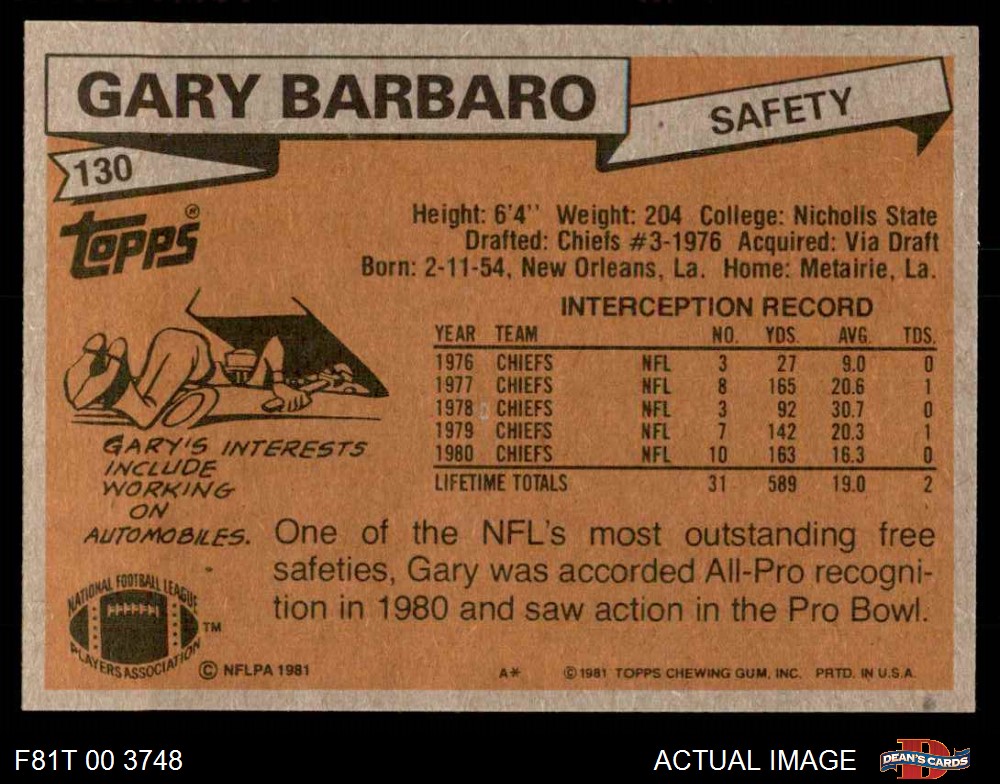 GARY BARBARO
SAFETY
130
TOPPS®
Height: 6'4'' Weight: 204 College: Nicholls State
Drafted: Chiefs #3-1976 Acquired: Via Draft
Born: 2-11-54, New Orleans, La. Home: Metairie, La.
INTERCEPTION RECORD
YEAR TEAM NO. YDS. AVG. TDS.
1976 CHIEFS NFL 3 27 9.0 0
1977 CHIEFS NFL 8 165 20.6 1
1978 CHIEFS NFL 3 92 30.7 0
1979 CHIEFS NFL 7 142 20.3 1
1980 CHIEFS NFL 10 163 16.3 0
LIFETIME TOTALS 31 589 19.0 2
GARY'S INTERESTS
INCLUDE
WORKING
ON
AUTOMOBILES.
One of the NFL's most outstanding free
safeties, Gary was accorded All-Pro recogni-
tion in 1980 and saw action in the Pro Bowl.
NATIONAL FOOTBALL LEAGUE
PLAYERS ASSOCIATION
TM
© NFLPA 1981
A*
© 1981 TOPPS CHEWING GUM, INC. PRTD. IN U.S.A.
F81T 00 3748
ACTUAL IMAGE
D
DEAN'S CARDS